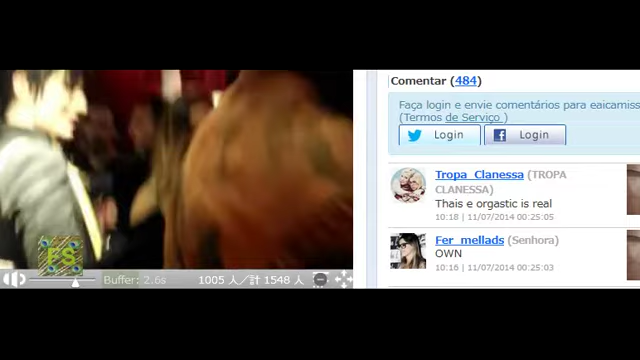 Comentar (484)
Faça login e envie comentários para eaicamiss
(Termos de Serviço )
Login
Login
Tropa_Clanessa (TROPA
CLANESSA)
Thais e orgastic is real
10:18 | 11/07/2014 00:25:05
Fer_mellads (Senhora)
OWN
10:16 | 11/07/2014 00:25:03
FS
Buffer: 2.6s
1005 人／計 1548 人